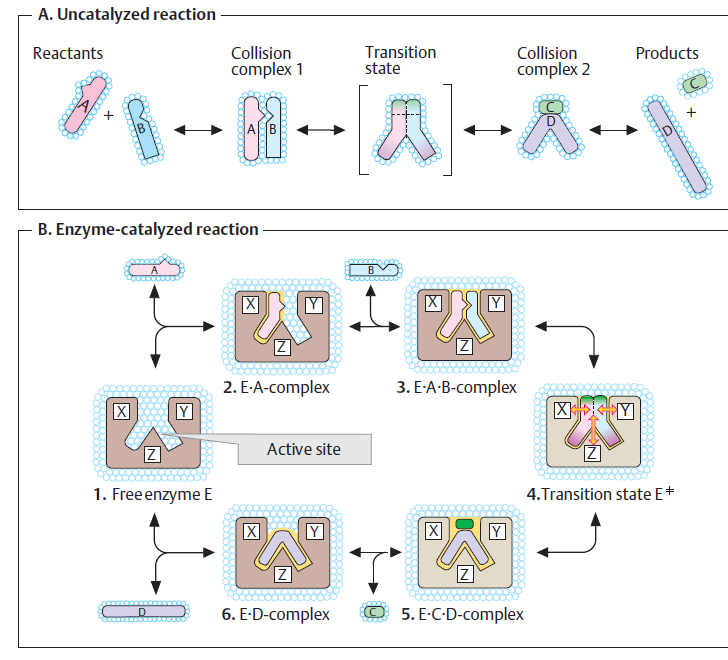 A. Uncatalyzed reaction
Reactants
Collision
complex 1
Transition
state
Collision
complex 2
Products
A
+
B
A B
C
D
C
+
D
B. Enzyme-catalyzed reaction
A
B
X Y
Z
2. E·A-complex
X Y
Z
3. E·A·B-complex
X Y
Z
Active site
1. Free enzyme E
X Y
Z
4.Transition state E‡
X Y
Z
6. E·D-complex
X Y
Z
5. E·C·D-complex
D
C